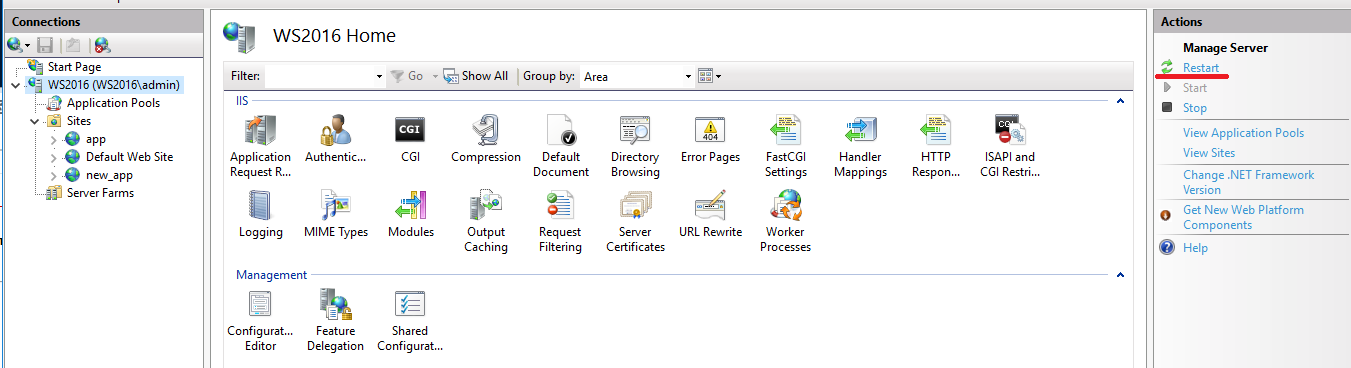 Connections
Start Page
WS2016 (WS2016\admin)
Application Pools
Sites
app
Default Web Site
new_app
Server Farms
WS2016 Home
Filter:
Go
Show All
Group by:
Area
IIS
Application
Request R...
Authentic...
CGI
CGI
Compression
Default
Document
Directory
Browsing
404
Error Pages
FastCGI
Settings
Handler
Mappings
HTTP
Respon...
CGI
ISAPI and
CGI Restri...
Logging
MIME Types
Modules
Output
Caching
Request
Filtering
Server
Certificates
URL Rewrite
Worker
Processes
Management
Configurat...
Editor
Feature
Delegation
Shared
Configurat...
Actions
Manage Server
Restart
Start
Stop
View Application Pools
View Sites
Change .NET Framework
Version
Get New Web Platform
Components
Help